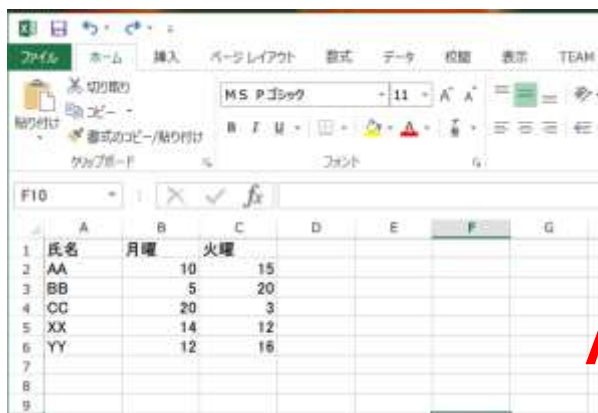 ファイル ホーム 挿入 ページレイアウト 数式 データ 校閲 表示 TEAM
切り取り
コピー
貼り付け
書式のコピー/貼り付け
MS Pゴシック 11 A A
B I U A
クリップボード フォント
F10 fx
A B C D E F G
1 氏名 月曜 火曜
2 AA 10 15
3 BB 5 20
4 CC 20 3
5 XX 14 12
6 YY 12 16
7
8
9